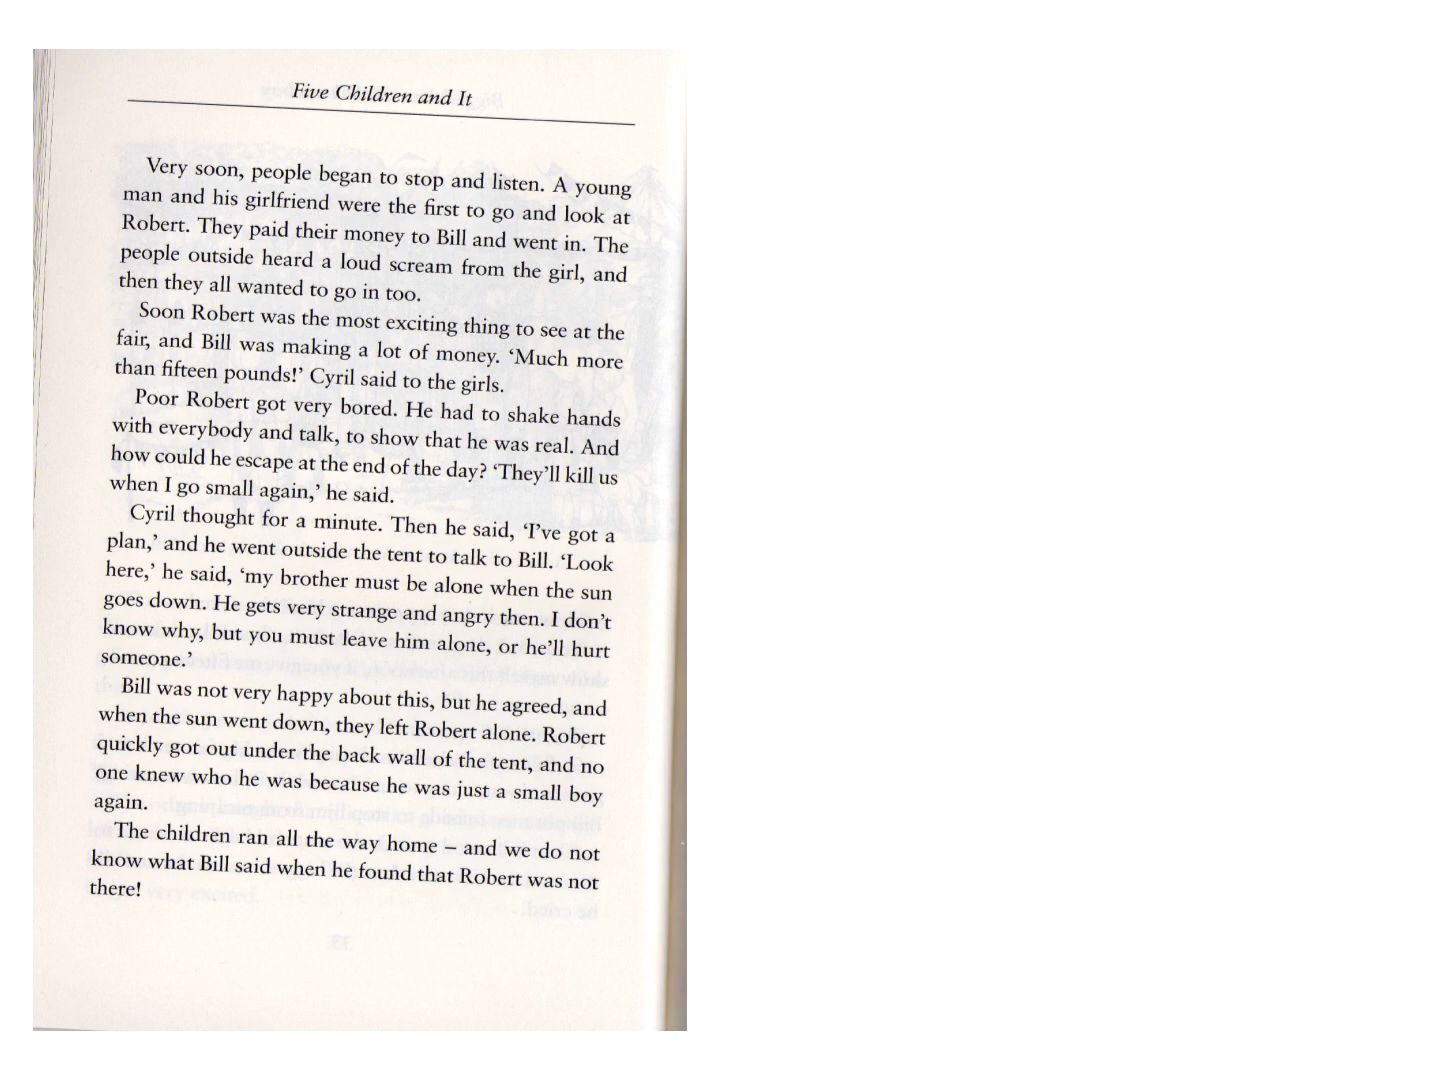 Five Children and It
Very soon, people began to stop and listen. A young
man and his girlfriend were the first to go and look at
Robert. They paid their money to Bill and went in. The
people outside heard a loud scream from the girl, and
then they all wanted to go in too.
Soon Robert was the most exciting thing to see at the
fair, and Bill was making a lot of money. ‘Much more
than fifteen pounds!’ Cyril said to the girls.
Poor Robert got very bored. He had to shake hands
with everybody and talk, to show that he was real. And
how could he escape at the end of the day? ‘They’ll kill us
when I go small again,’ he said.
Cyril thought for a minute. Then he said, ‘I’ve got a
plan,’ and he went outside the tent to talk to Bill. ‘Look
here,’ he said, ‘my brother must be alone when the sun
goes down. He gets very strange and angry then. I don’t
know why, but you must leave him alone, or he’ll hurt
someone.’
Bill was not very happy about this, but he agreed, and
when the sun went down, they left Robert alone. Robert
quickly got out under the back wall of the tent, and no
one knew who he was because he was just a small boy
again.
The children ran all the way home – and we do not
know what Bill said when he found that Robert was not
there!